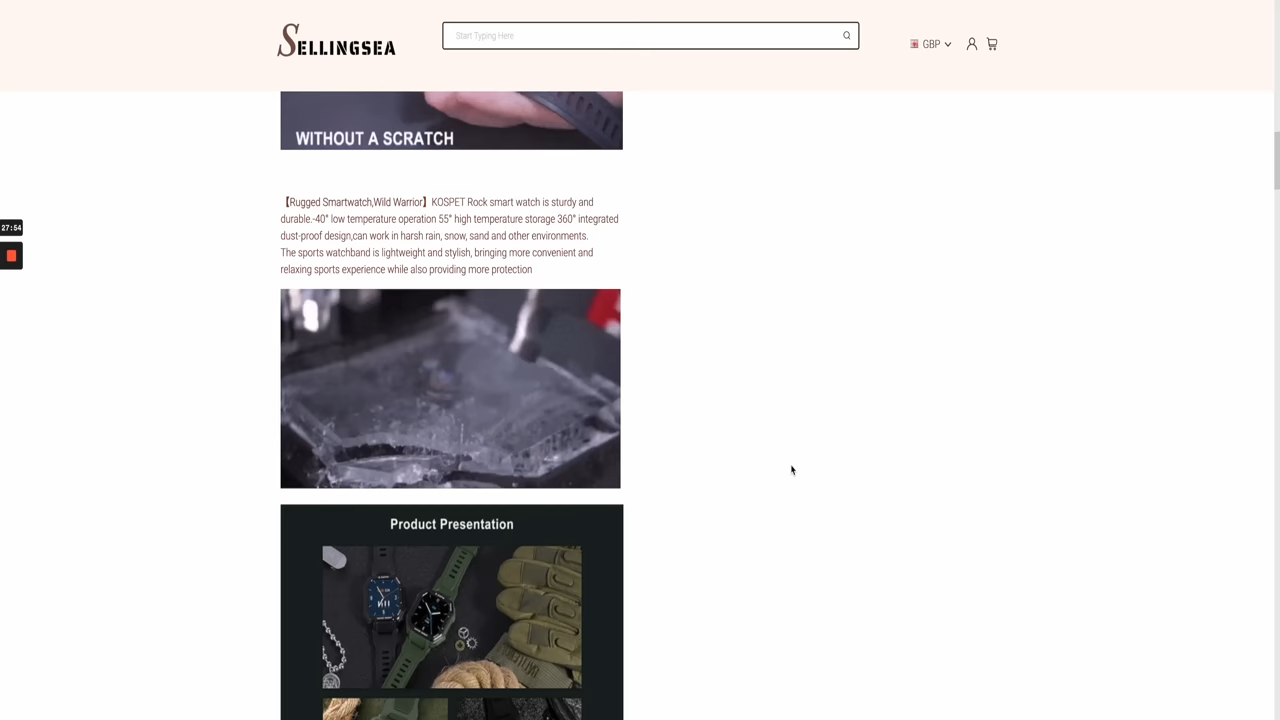 SELLINGSEA
Start Typing Here
GBP
WITHOUT A SCRATCH
27:54
【Rugged Smartwatch,Wild Warrior】KOSPET Rock smart watch is sturdy and
durable.-40° low temperature operation 55° high temperature storage 360° integrated
dust-proof design,can work in harsh rain, snow, sand and other environments.
The sports watchband is lightweight and stylish, bringing more convenient and
relaxing sports experience while also providing more protection
Product Presentation